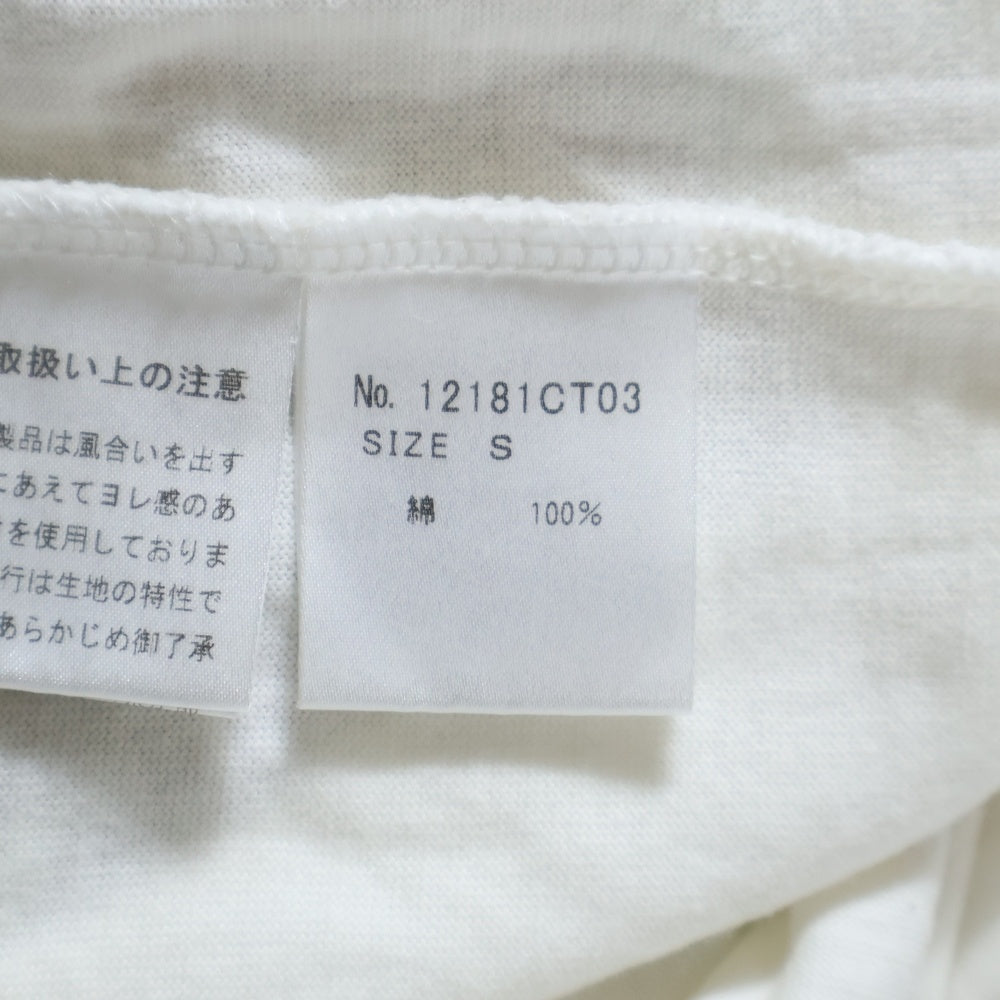 取扱い上の注意
製品は風合いを出す
にあえてヨレ感のあ
を使用しておりま
行は生地の特性で
あらかじめ御了承
No. 12181CT03
SIZE S
綿 100%